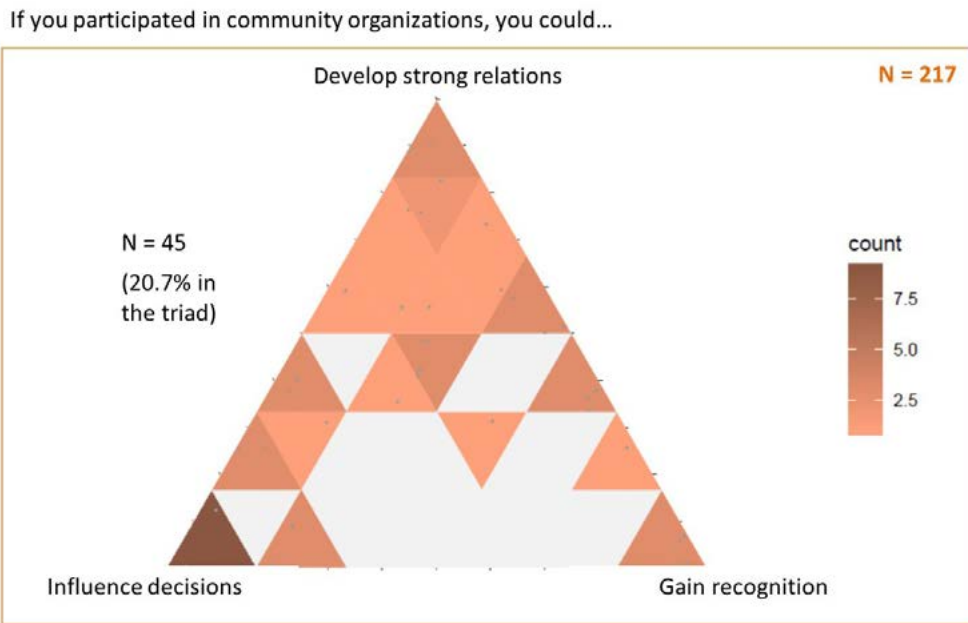 If you participated in community organizations, you could...
Develop strong relations
N = 217
N = 45
(20.7% in
the triad)
count
7.5
5.0
2.5
Influence decisions
Gain recognition